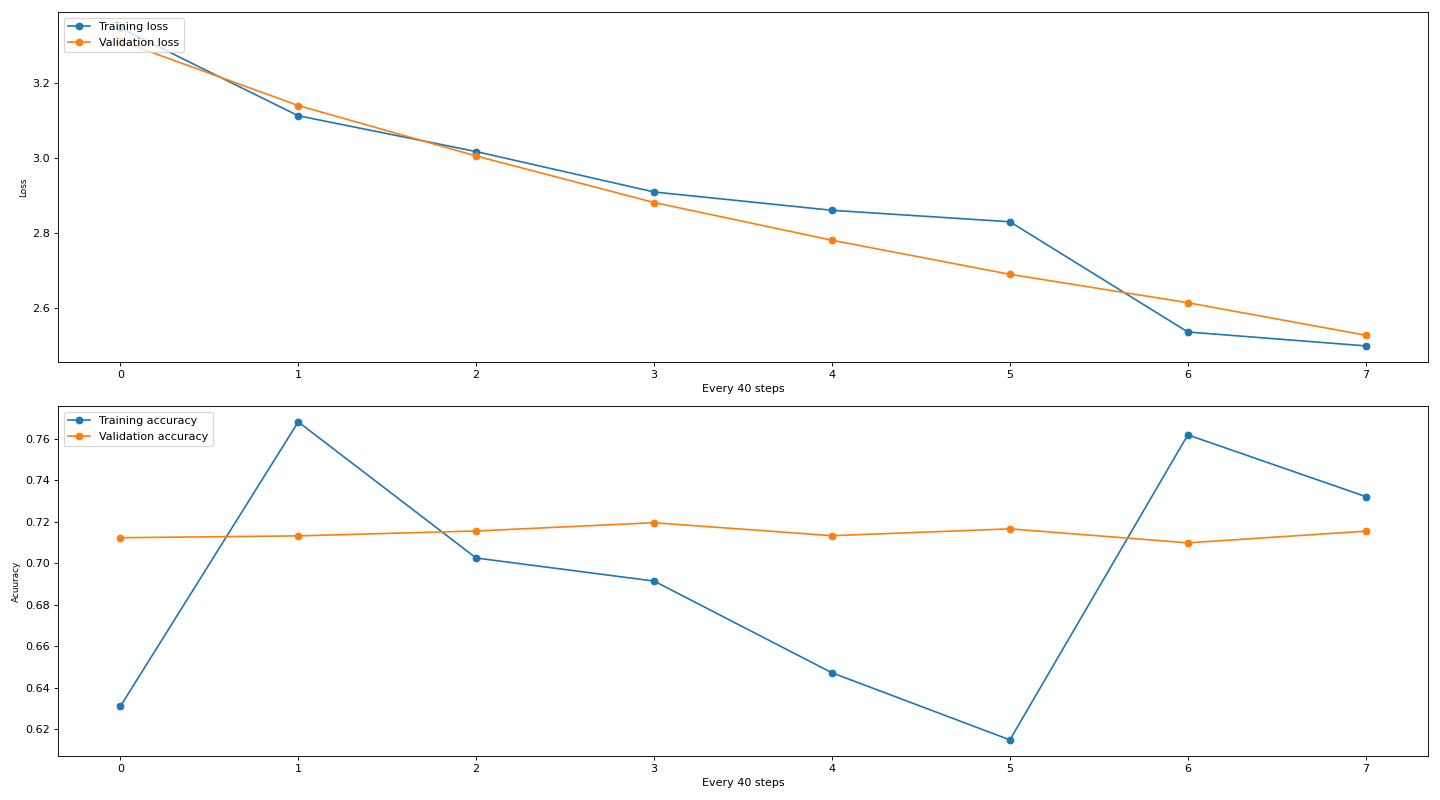 Training loss
Validation loss
3.2
3.0
2.8
2.6
Loss
0 1 2 3 4 5 6 7
Every 40 steps
Training accuracy
Validation accuracy
0.76
0.74
0.72
0.70
0.68
0.66
0.64
0.62
Acuuracy
0 1 2 3 4 5 6 7
Every 40 steps